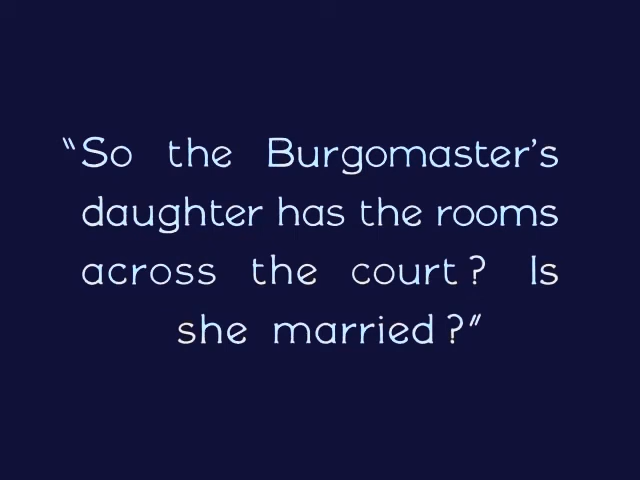 “So the Burgomaster’s
daughter has the rooms
across the court? Is
she married?”